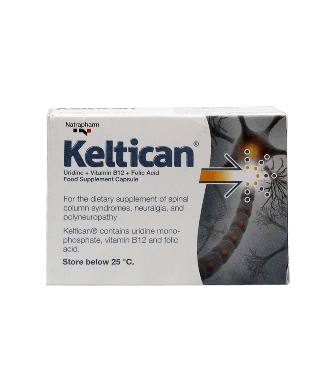 Natrapharm
Keltican®
Uridine + Vitamin B12 + Folic Acid
Food Supplement Capsule
For the dietary supplement of spinal
column syndromes, neuralgia, and
polyneuropathy
Keltican® contains uridine mono-
phosphate, vitamin B12 and folic
acid.
Store below 25 °C.